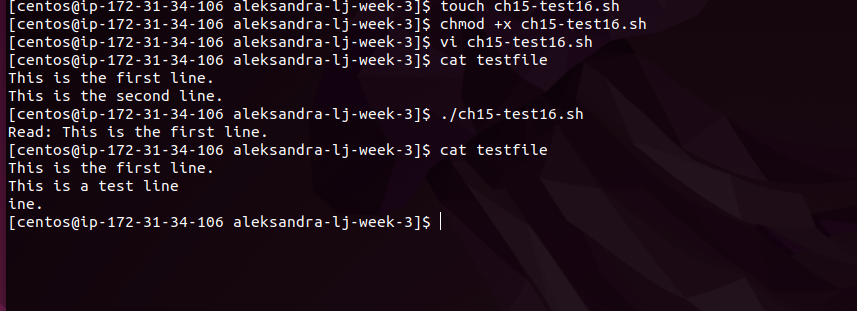 [centos@ip-172-31-34-106 aleksandra-lj-week-3]$ touch ch15-test16.sh
[centos@ip-172-31-34-106 aleksandra-lj-week-3]$ chmod +x ch15-test16.sh
[centos@ip-172-31-34-106 aleksandra-lj-week-3]$ vi ch15-test16.sh
[centos@ip-172-31-34-106 aleksandra-lj-week-3]$ cat testfile
This is the first line.
This is the second line.
[centos@ip-172-31-34-106 aleksandra-lj-week-3]$ ./ch15-test16.sh
Read: This is the first line.
[centos@ip-172-31-34-106 aleksandra-lj-week-3]$ cat testfile
This is the first line.
This is a test line
ine.
[centos@ip-172-31-34-106 aleksandra-lj-week-3]$